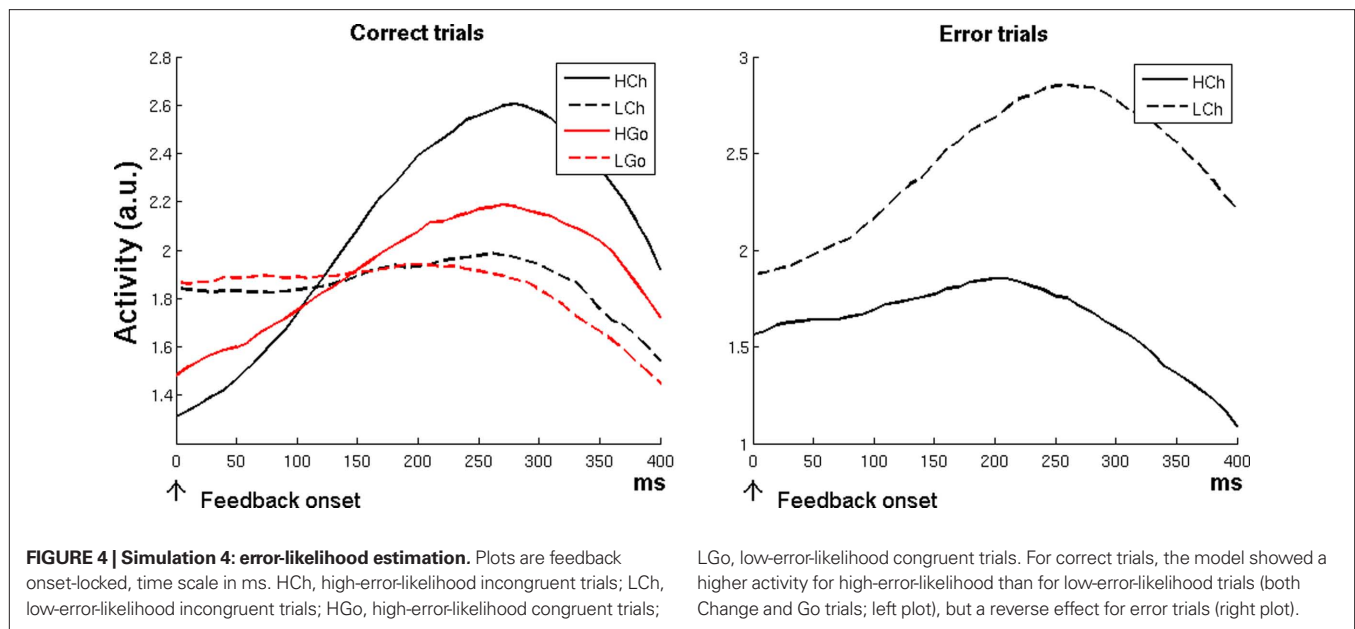 Correct trials
2.8
2.6
2.4
2.2
2
1.8
1.6
1.4
Activity (a.u.)
HCh
LCh
HGo
LGo
0 50 100 150 200 250 300 350 400
ms
↑ Feedback onset
Error trials
3
2.5
2
1.5
1
HCh
LCh
0 50 100 150 200 250 300 350 400
ms
↑ Feedback onset
FIGURE 4 | Simulation 4: error-likelihood estimation. Plots are feedback
onset-locked, time scale in ms. HCh, high-error-likelihood incongruent trials; LCh,
low-error-likelihood incongruent trials; HGo, high-error-likelihood congruent trials;
LGo, low-error-likelihood congruent trials. For correct trials, the model showed a
higher activity for high-error-likelihood than for low-error-likelihood trials (both
Change and Go trials; left plot), but a reverse effect for error trials (right plot).